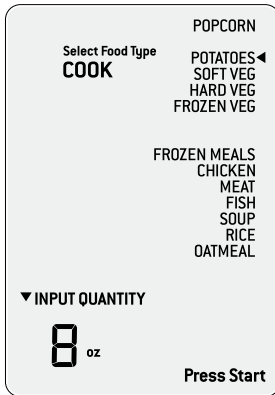 POPCORN
Select Food Type
COOK
POTATOES◀
SOFT VEG
HARD VEG
FROZEN VEG
FROZEN MEALS
CHICKEN
MEAT
FISH
SOUP
RICE
OATMEAL
▼INPUT QUANTITY
8 oz
Press Start